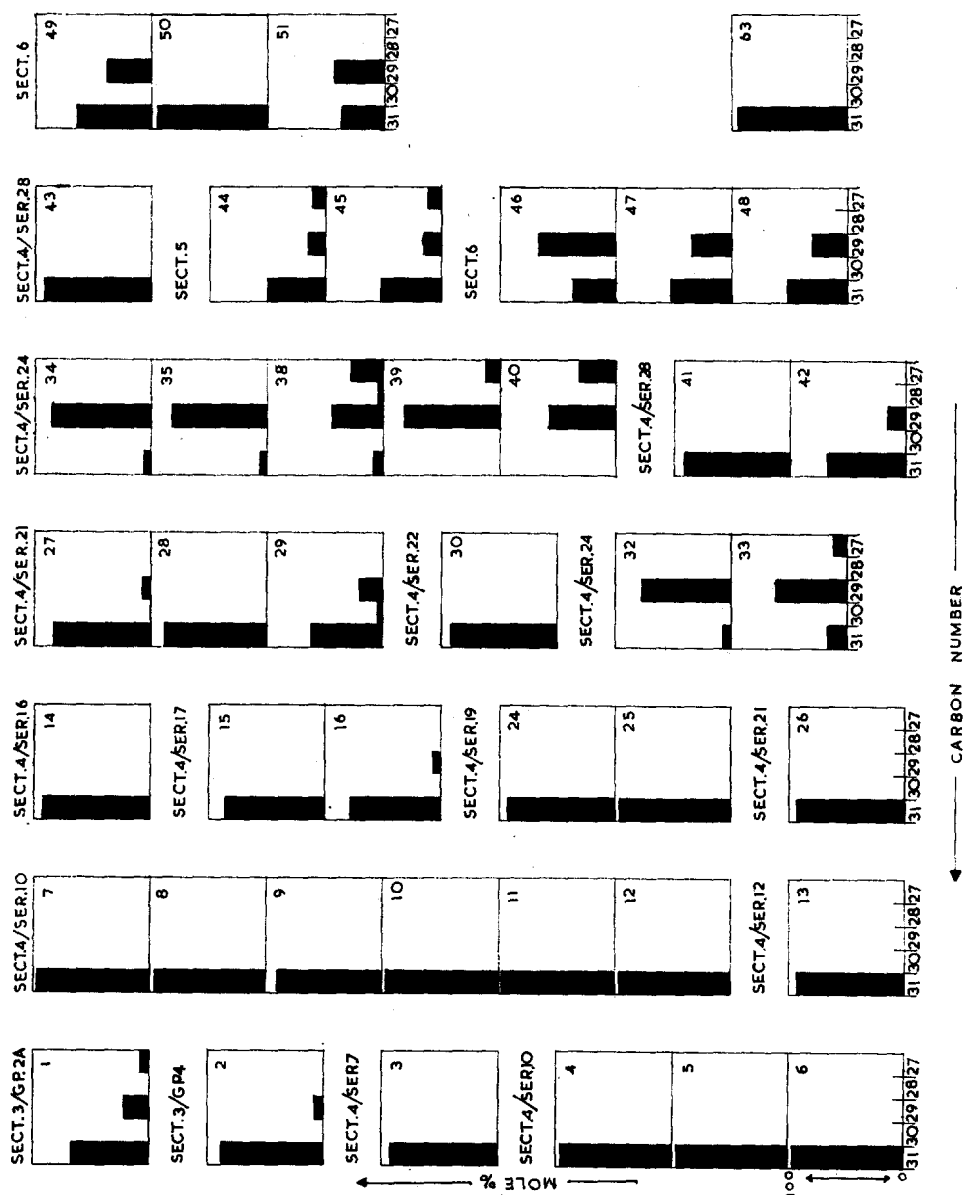 SECT.3/GP.2A
1
SECT.3/GP.4
2
SECT.4/SER.7
3
SECT.4/SER.10
4
5
6
31 30 29 28 27
MOLE %
100
0
SECT.4/SER.10
7
8
9
10
11
12
SECT.4/SER.12
13
31 30 29 28 27
SECT.4/SER.16
14
SECT.4/SER.17
15
16
SECT.4/SER.19
24
25
SECT.4/SER.21
26
31 30 29 28 27
SECT.4/SER.21
27
28
29
SECT.4/SER.22
30
SECT.4/SER.24
32
33
31 30 29 28 27
SECT.4/SER.24
34
35
38
39
40
SECT.4/SER.28
41
42
31 30 29 28 27
SECT.4/SER.28
43
SECT.5
44
45
SECT.6
46
47
48
31 30 29 28 27
SECT.6
49
50
51
31 30 29 28 27
63
31 30 29 28 27
CARBON NUMBER